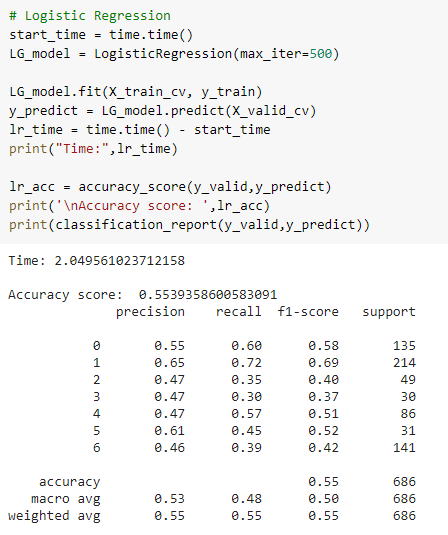 # Logistic Regression
start_time = time.time()
LG_model = LogisticRegression(max_iter=500)
LG_model.fit(X_train_cv, y_train)
y_predict = LG_model.predict(X_valid_cv)
lr_time = time.time() - start_time
print("Time:",lr_time)
lr_acc = accuracy_score(y_valid,y_predict)
print('\nAccuracy score: ',lr_acc)
print(classification_report(y_valid,y_predict))
Time: 2.049561023712158
Accuracy score:  0.5539358600583091
precision    recall  f1-score   support
0       0.55      0.60      0.58       135
1       0.65      0.72      0.69       214
2       0.47      0.35      0.40        49
3       0.47      0.30      0.37        30
4       0.47      0.57      0.51        86
5       0.61      0.45      0.52        31
6       0.46      0.39      0.42       141
accuracy                           0.55       686
macro avg       0.53      0.48      0.50       686
weighted avg       0.55      0.55      0.55       686